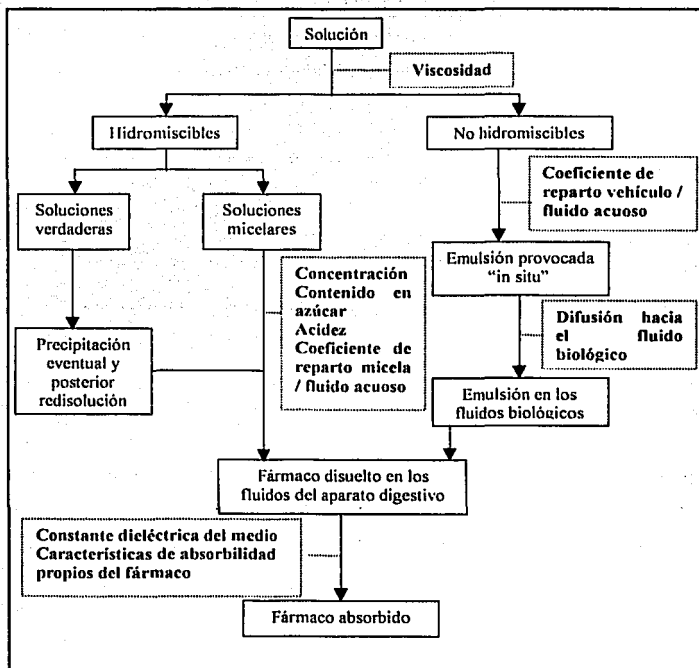 Solución
Viscosidad
Hidromiscibles
No hidromiscibles
Coeficiente de
reparto vehículo /
fluido acuoso
Soluciones
verdaderas
Soluciones
micelares
Emulsión provocada
"in situ"
Concentración
Contenido en
azúcar
Acidez
Coeficiente de
reparto micela
/ fluido acuoso
Difusión hacia
el fluido
biológico
Precipitación
eventual y
posterior
redisolución
Emulsión en los
fluidos biológicos
Fármaco disuelto en los
fluidos del aparato digestivo
Constante dieléctrica del medio
Características de absorbilidad
propios del fármaco
Fármaco absorbido